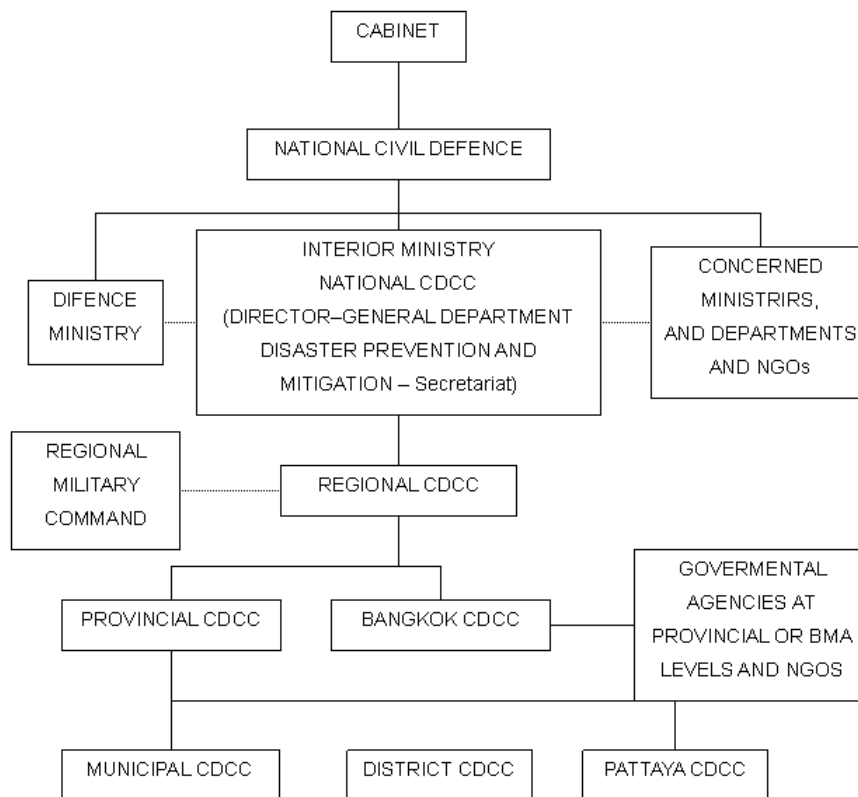 CABINET
NATIONAL CIVIL DEFENCE
DIFENCE
MINISTRY
INTERIOR MINISTRY
NATIONAL CDCC
(DIRECTOR–GENERAL DEPARTMENT
DISASTER PREVENTION AND
MITIGATION – Secretariat)
CONCERNED
MINISTRIRS,
AND DEPARTMENTS
AND NGOs
REGIONAL
MILITARY
COMMAND
REGIONAL CDCC
PROVINCIAL CDCC
BANGKOK CDCC
GOVERMENTAL
AGENCIES AT
PROVINCIAL OR BMA
LEVELS AND NGOS
MUNICIPAL CDCC
DISTRICT CDCC
PATTAYA CDCC